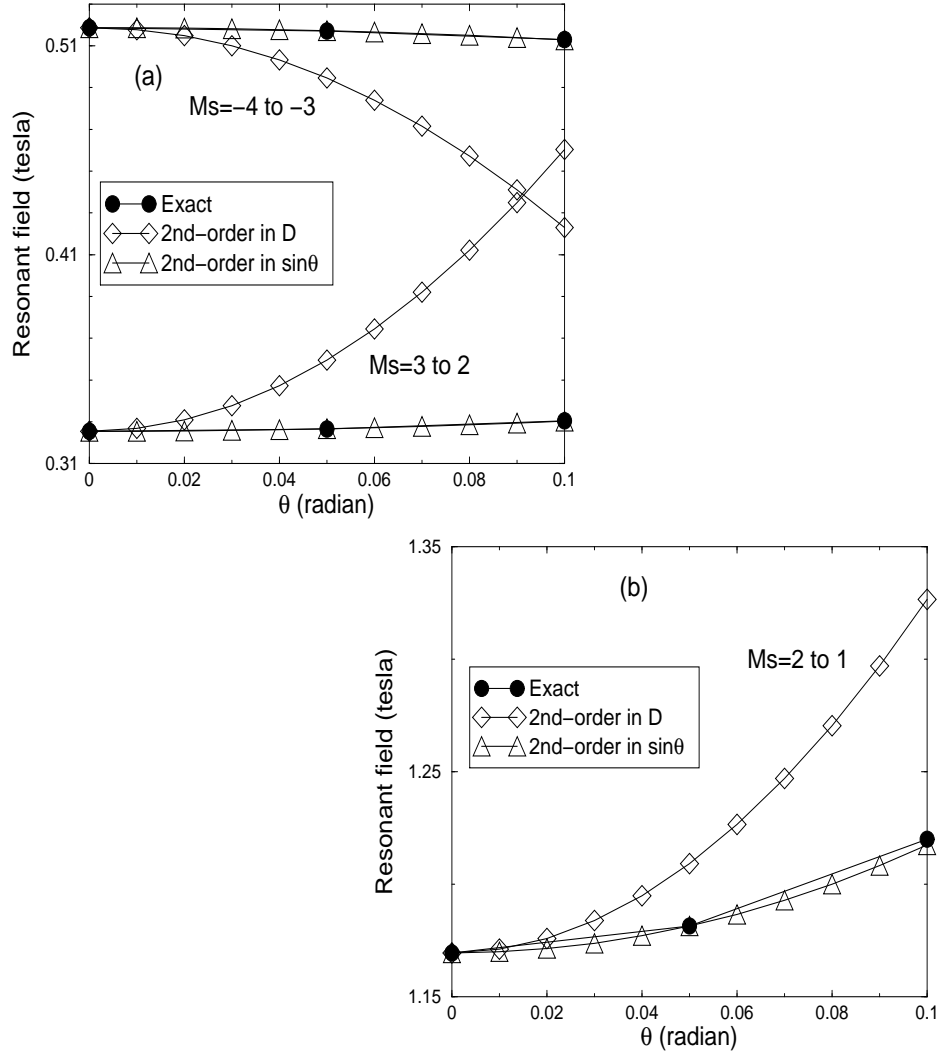 0.51
(a)
Ms=−4 to −3
Resonant field (tesla)
Exact
2nd−order in D
2nd−order in sinθ
0.41
Ms=3 to 2
0.31
0 0.02 0.04 0.06 0.08 0.1
θ (radian)
1.35
(b)
Ms=2 to 1
Resonant field (tesla)
Exact
2nd−order in D
2nd−order in sinθ
1.25
1.15
0 0.02 0.04 0.06 0.08 0.1
θ (radian)